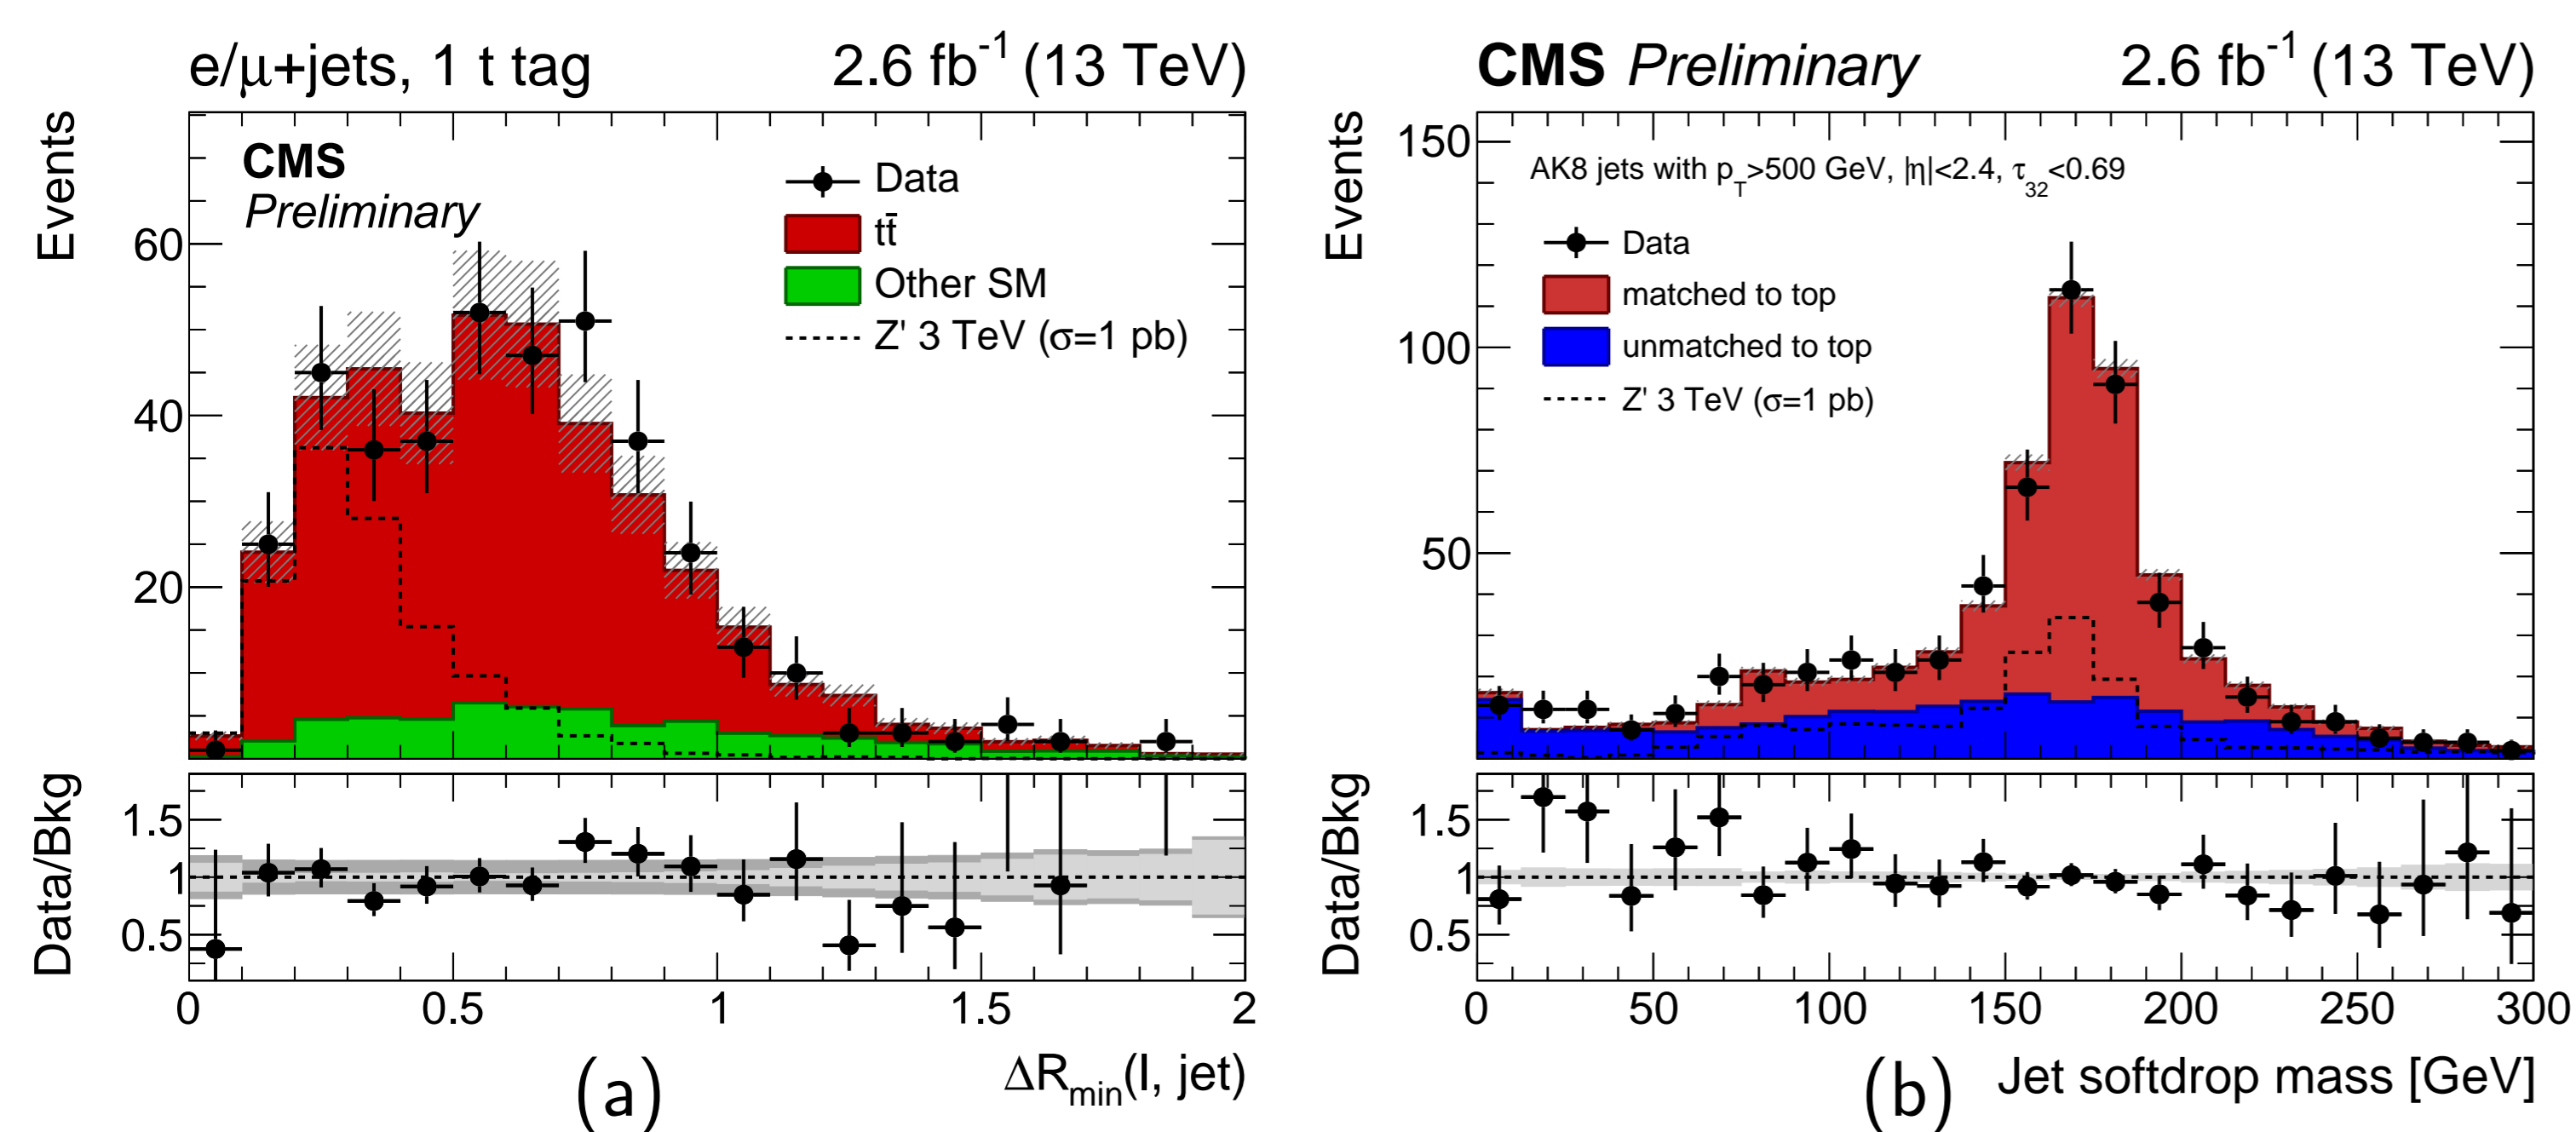 e/μ+jets, 1 t tag 2.6 fb⁻¹ (13 TeV)
Events
CMS
Preliminary
Data
tt̄
Other SM
Z' 3 TeV (σ=1 pb)
60
40
20
Data/Bkg
1.5
1
0.5
0 0.5 1 1.5 2
ΔR_min(l, jet)
(a)
CMS Preliminary 2.6 fb⁻¹ (13 TeV)
Events
150
AK8 jets with p_T>500 GeV, |η|<2.4, τ_32<0.69
Data
matched to top
unmatched to top
Z' 3 TeV (σ=1 pb)
100
50
Data/Bkg
1.5
1
0.5
0 50 100 150 200 250 300
Jet softdrop mass [GeV]
(b)